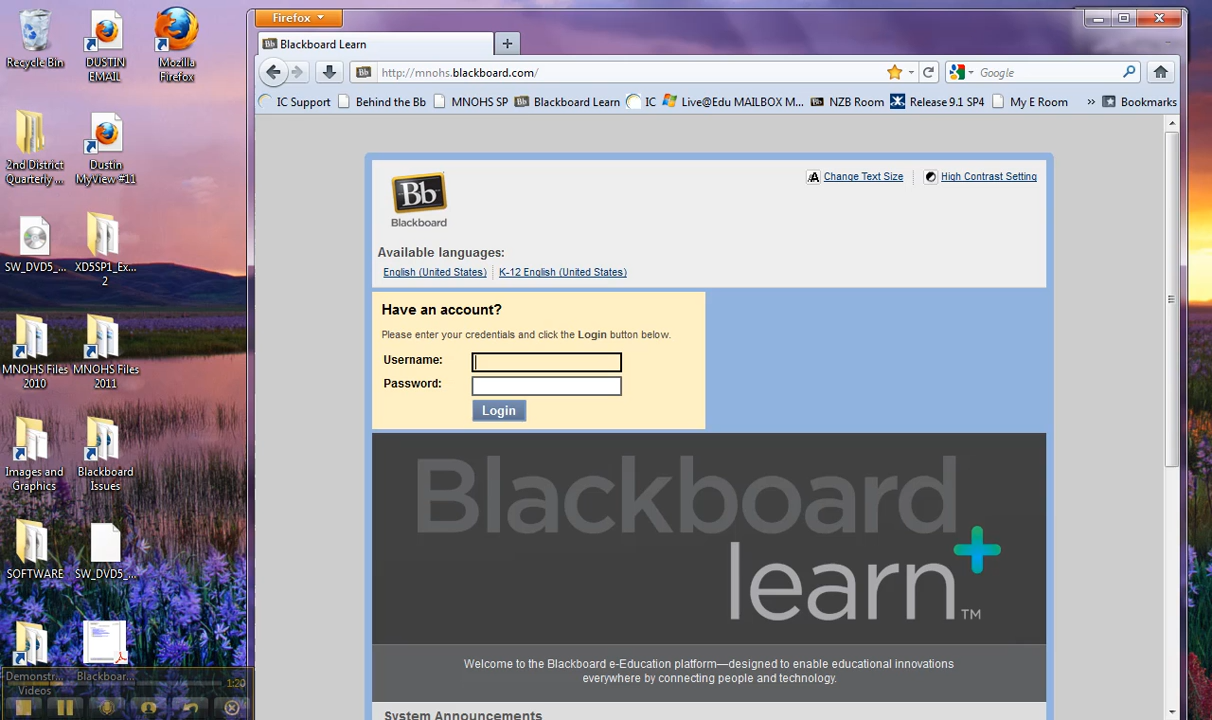 Recycle Bin
DUSTIN EMAIL
Mozilla Firefox
2nd District Quarterly ...
Dustin MyView #11
SW_DVD5_...
XD5SP1_Ex... 2
MNOHS Files 2010
MNOHS Files 2011
Images and Graphics
Blackboard Issues
SOFTWARE
SW_DVD5_...
Demonstr... Videos
Blackboar...
1:20
Firefox
Blackboard Learn
http://mnohs.blackboard.com/
Google
IC Support
Behind the Bb
MNOHS SP
Blackboard Learn
IC
Live@Edu MAILBOX M...
NZB Room
Release 9.1 SP4
My E Room
»
Bookmarks
Bb
Blackboard
Change Text Size
High Contrast Setting
Available languages:
English (United States)
K-12 English (United States)
Have an account?
Please enter your credentials and click the Login button below.
Username:
Password:
Login
Blackboard
learn+™
Welcome to the Blackboard e-Education platform—designed to enable educational innovations
everywhere by connecting people and technology.
System Announcements